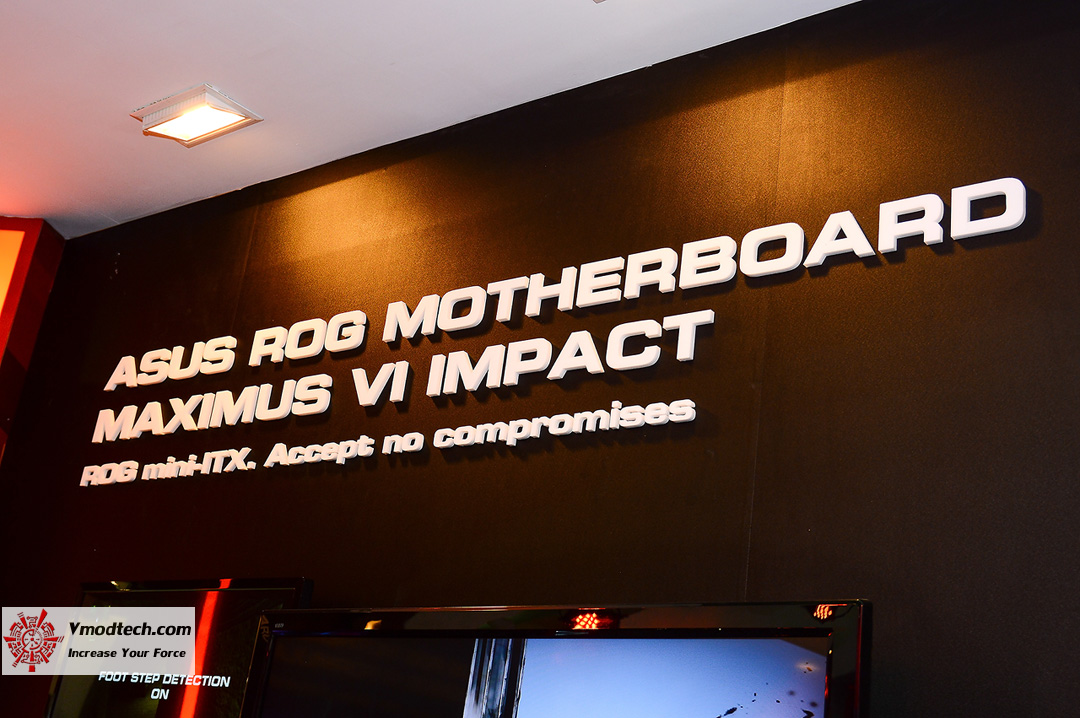 ASUS ROG MOTHERBOARD
MAXIMUS VI IMPACT
ROG mini-ITX. Accept no compromises
Vmodtech.com
Increase Your Force
FOOT STEP DETECTION
ON